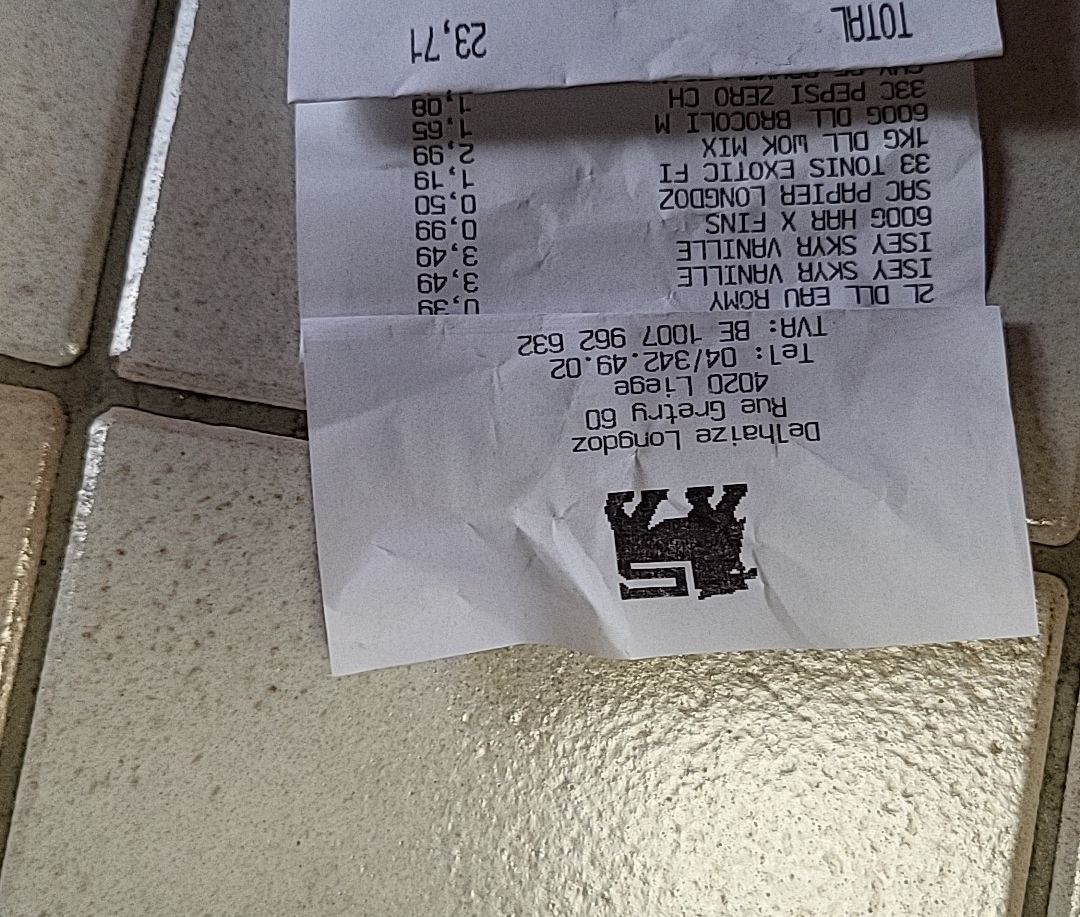 Delhaize Longdoz
Rue Gretry 60
4020 Liege
Tel: 04/342.49.02
TVA: BE 1007 962 632
2L DLL EAU ROMY 0,39
ISEY SKYR VANILLE 3,49
ISEY SKYR VANILLE 3,49
600G HAR X FINS 0,99
SAC PAPIER LONGDOZ 0,50
33 TONIS EXOTIC FI 1,19
1KG DLL WOK MIX 2,99
600G DLL BROCOLI M 1,65
33C PEPSI ZERO CH 1,08
TOTAL 23,71